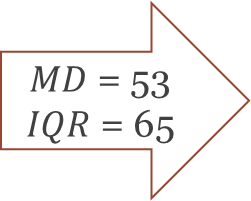 MD = 53
IQR = 65